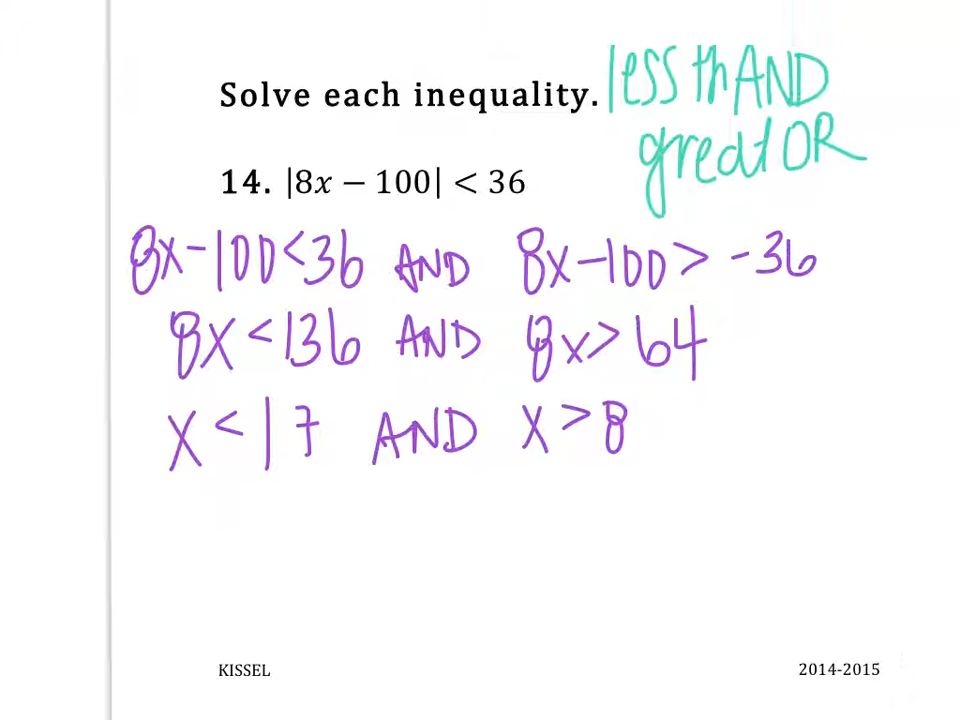 Solve each inequality. less thAND
greatOR
14. |8x − 100| < 36
8x-100<36 AND 8x-100> -36
8x<136 AND 8x>64
x<17 AND x>8
KISSEL 2014-2015